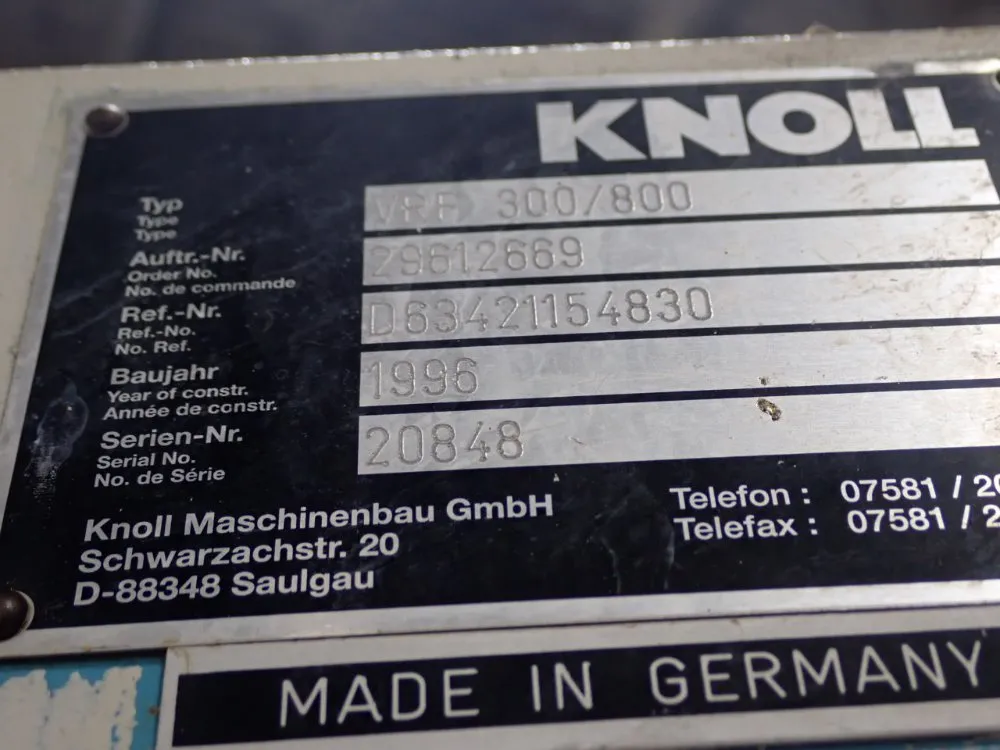 KNOLL
Typ VRF 300/800
Type
Type
Auftr.-Nr. 29612669
Order No.
No. de commande
Ref.-Nr. D63421154830
Ref.-No.
No. Ref.
Baujahr 1996
Year of constr.
Année de constr.
Serien-Nr. 20848
Serial No.
No. de Série
Knoll Maschinenbau GmbH
Schwarzachstr. 20
D-88348 Saulgau
Telefon : 07581 / 20
Telefax : 07581 / 2
MADE IN GERMANY